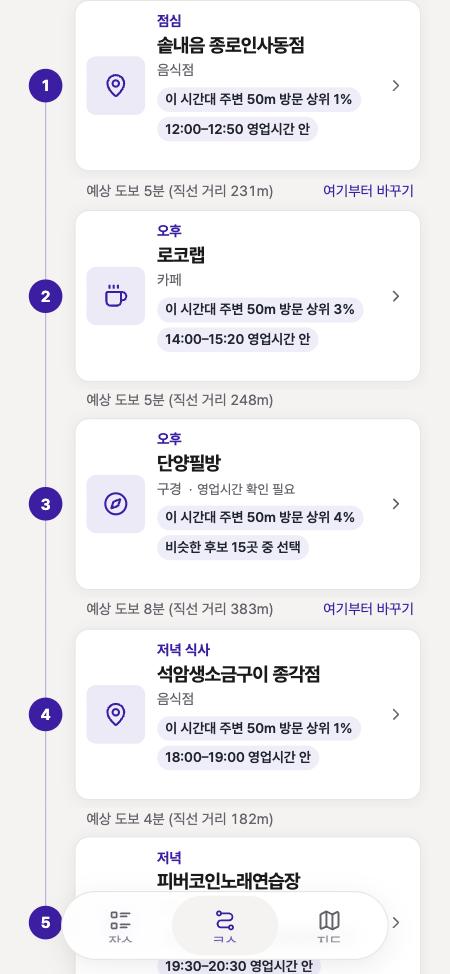 점심
솥내음 종로인사동점
음식점
이 시간대 주변 50m 방문 상위 1%
12:00–12:50 영업시간 안
1
예상 도보 5분 (직선 거리 231m)
여기부터 바꾸기
오후
로코랩
카페
이 시간대 주변 50m 방문 상위 3%
14:00–15:20 영업시간 안
2
예상 도보 5분 (직선 거리 248m)
오후
단양필방
구경 · 영업시간 확인 필요
이 시간대 주변 50m 방문 상위 4%
비슷한 후보 15곳 중 선택
3
예상 도보 8분 (직선 거리 383m)
여기부터 바꾸기
저녁 식사
석암생소금구이 종각점
음식점
이 시간대 주변 50m 방문 상위 1%
18:00–19:00 영업시간 안
4
예상 도보 4분 (직선 거리 182m)
저녁
피버코인노래연습장
5
장소
코스
지도
19:30–20:30 영업시간 안